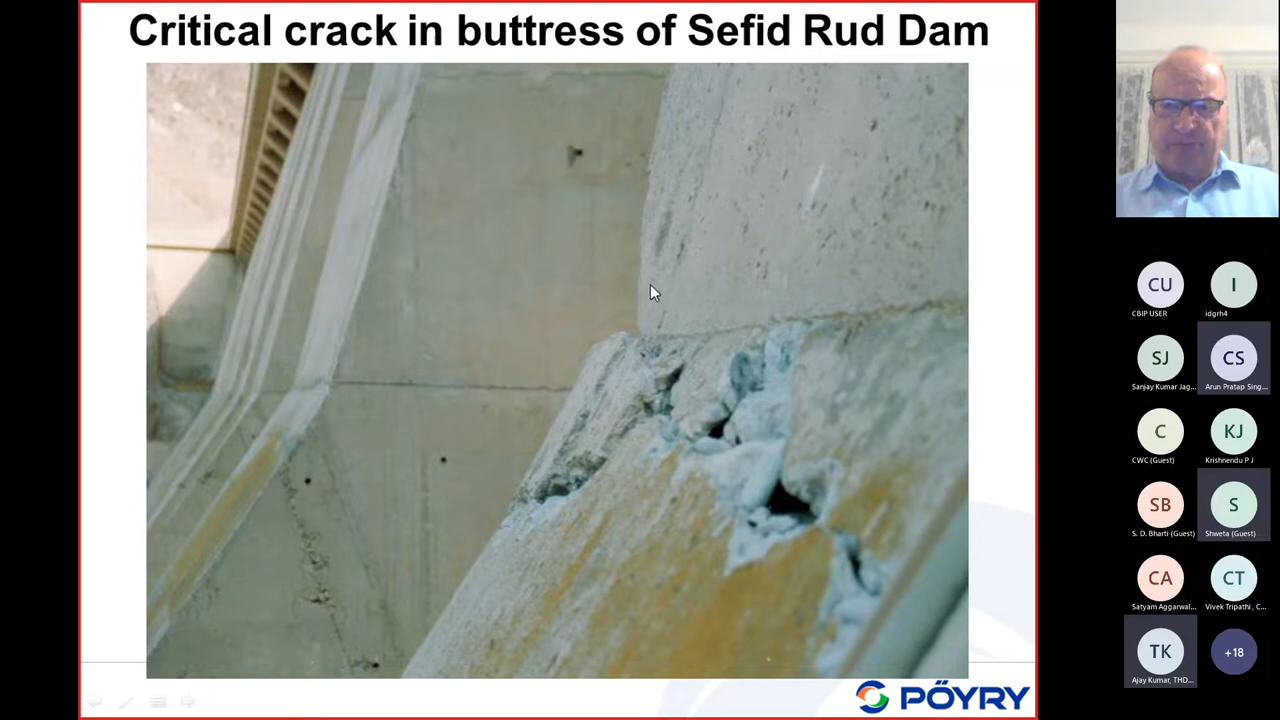 Critical crack in buttress of Sefid Rud Dam
PÖYRY
CU
CBIP USER
I
idgrh4
SJ
Sanjay Kumar Jag...
CS
Arun Pratap Sing...
C
CWC (Guest)
KJ
Krishnendu P J
SB
S. D. Bharti (Guest)
S
Shweta (Guest)
CA
Satyam Aggarwal...
CT
Vivek Tripathi , C...
TK
Ajay Kumar, THD...
+18